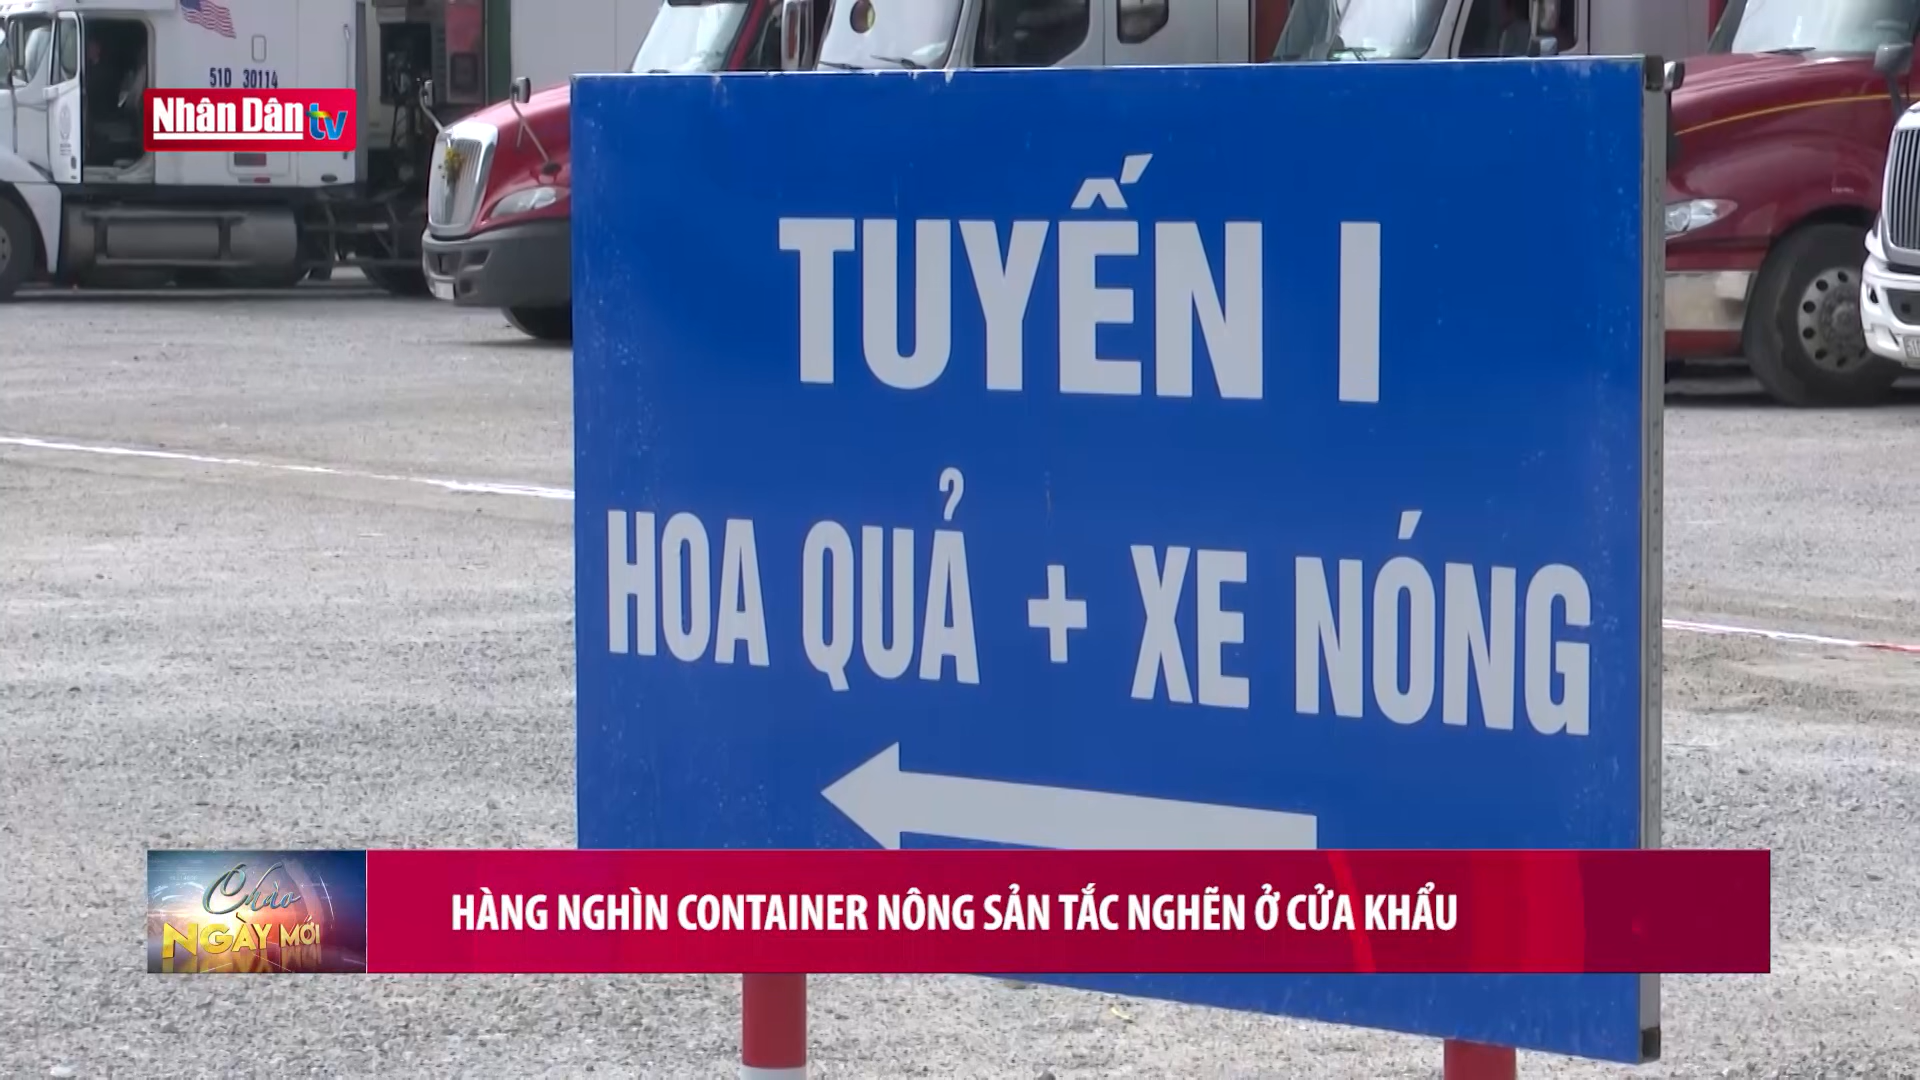 51D 30114
Nhân Dân tv
TUYẾN I
HOA QUẢ + XE NÓNG
Chào
NGÀY MỚI
HÀNG NGHÌN CONTAINER NÔNG SẢN TẮC NGHẼN Ở CỬA KHẨU